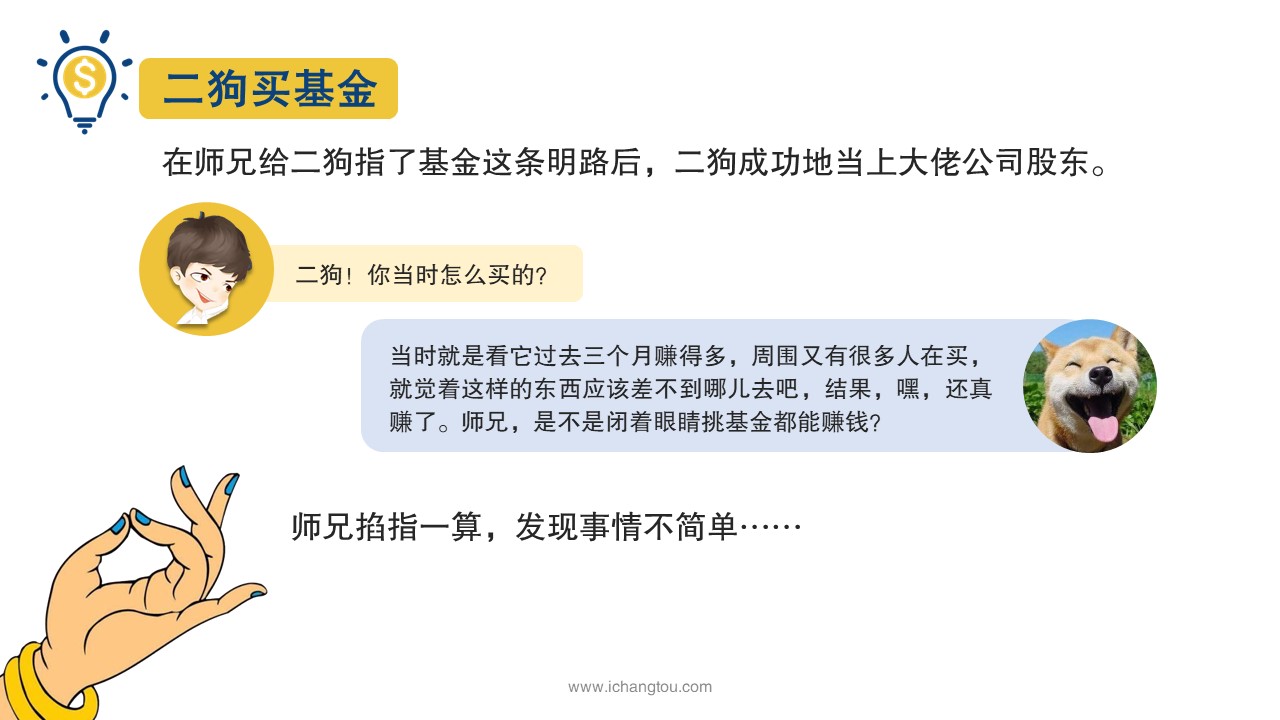 二狗买基金
在师兄给二狗指了基金这条明路后，二狗成功地当上大佬公司股东。
二狗！你当时怎么买的？
当时就是看它过去三个月赚得多，周围又有很多人在买，
就觉着这样的东西应该差不到哪儿去吧，结果，嘿，还真
赚了。师兄，是不是闭着眼睛挑基金都能赚钱？
师兄掐指一算，发现事情不简单……
www.ichangtou.com